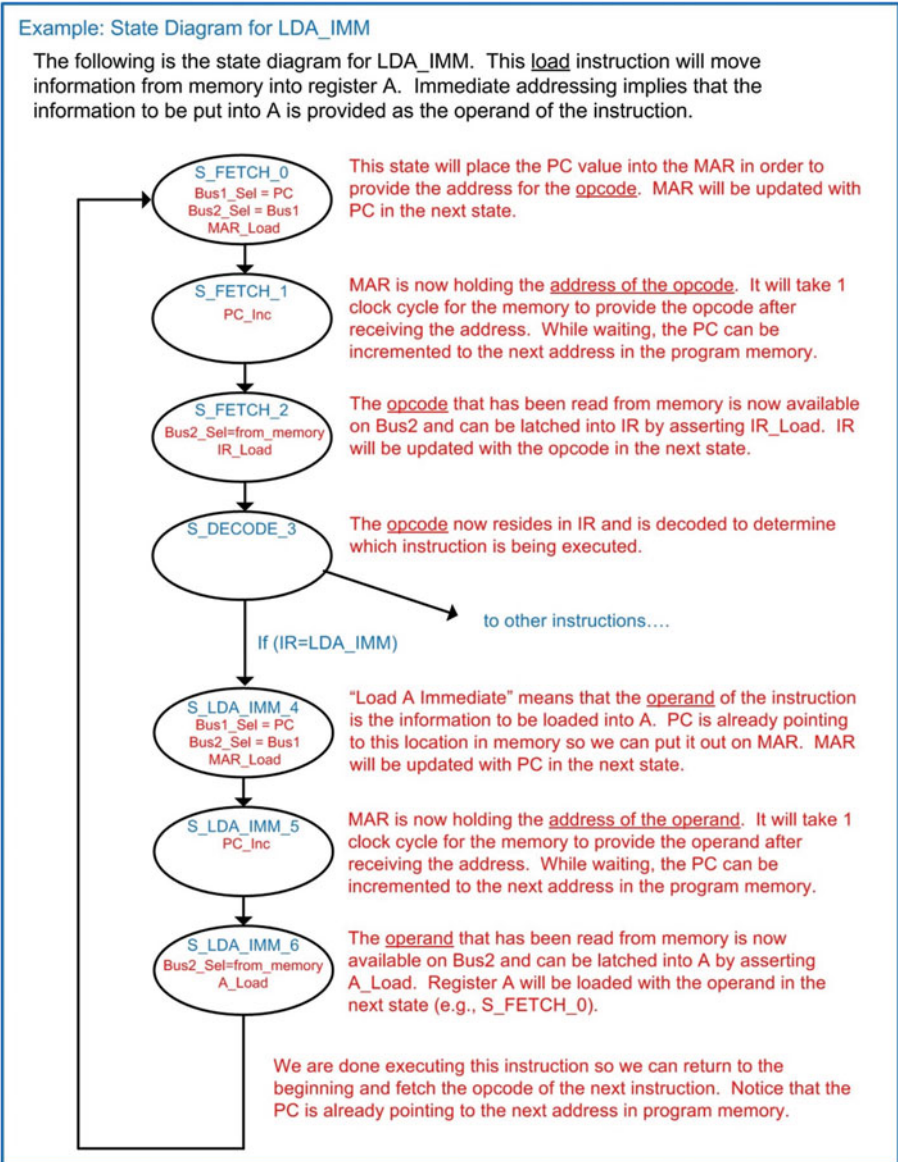 Example: State Diagram for LDA_IMM
The following is the state diagram for LDA_IMM. This load instruction will move
information from memory into register A. Immediate addressing implies that the
information to be put into A is provided as the operand of the instruction.
S_FETCH_0
Bus1_Sel = PC
Bus2_Sel = Bus1
MAR_Load
This state will place the PC value into the MAR in order to
provide the address for the opcode. MAR will be updated with
PC in the next state.
S_FETCH_1
PC_Inc
MAR is now holding the address of the opcode. It will take 1
clock cycle for the memory to provide the opcode after
receiving the address. While waiting, the PC can be
incremented to the next address in the program memory.
S_FETCH_2
Bus2_Sel=from_memory
IR_Load
The opcode that has been read from memory is now available
on Bus2 and can be latched into IR by asserting IR_Load. IR
will be updated with the opcode in the next state.
S_DECODE_3
The opcode now resides in IR and is decoded to determine
which instruction is being executed.
to other instructions….
If (IR=LDA_IMM)
S_LDA_IMM_4
Bus1_Sel = PC
Bus2_Sel = Bus1
MAR_Load
“Load A Immediate” means that the operand of the instruction
is the information to be loaded into A. PC is already pointing
to this location in memory so we can put it out on MAR. MAR
will be updated with PC in the next state.
S_LDA_IMM_5
PC_Inc
MAR is now holding the address of the operand. It will take 1
clock cycle for the memory to provide the operand after
receiving the address. While waiting, the PC can be
incremented to the next address in the program memory.
S_LDA_IMM_6
Bus2_Sel=from_memory
A_Load
The operand that has been read from memory is now
available on Bus2 and can be latched into A by asserting
A_Load. Register A will be loaded with the operand in the
next state (e.g., S_FETCH_0).
We are done executing this instruction so we can return to the
beginning and fetch the opcode of the next instruction. Notice that the
PC is already pointing to the next address in program memory.